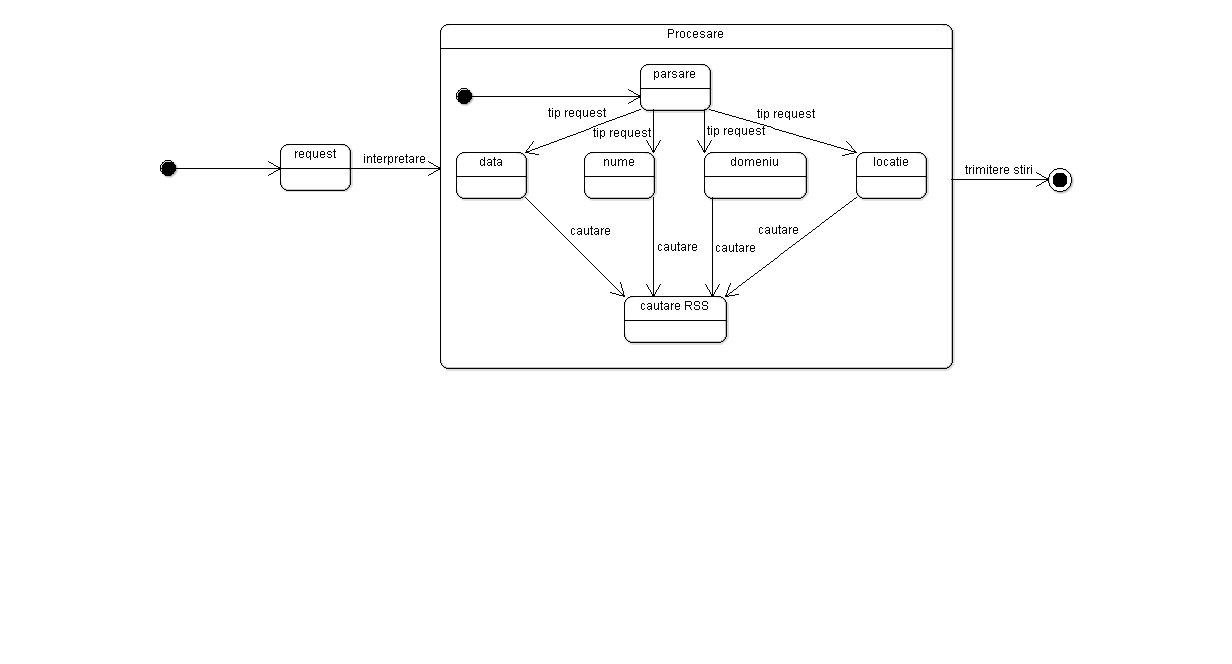 Procesare
parsare
tip request
tip request
tip request
tip request
request
interpretare
data
nume
domeniu
locatie
trimitere stiri
cautare
cautare
cautare
cautare
cautare RSS